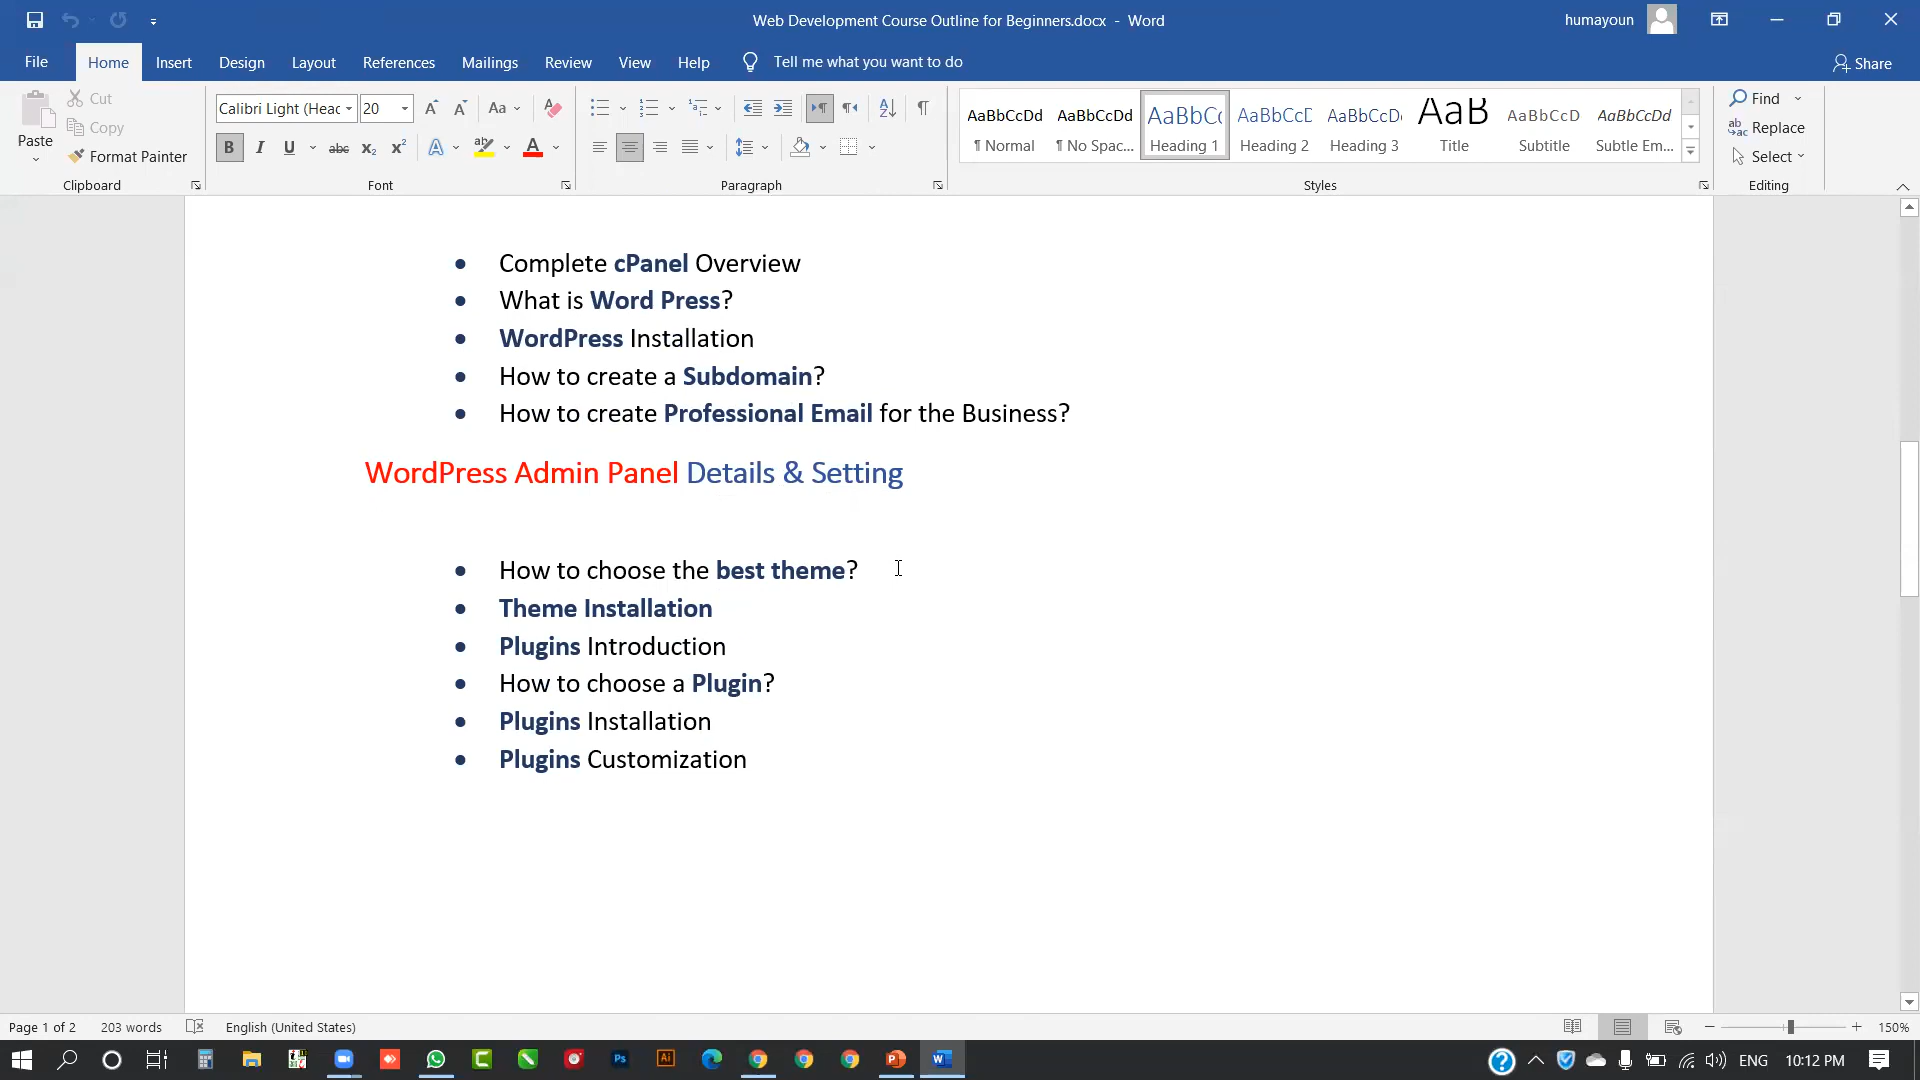 Web Development Course Outline for Beginners.docx - Word
humayoun
File Home Insert Design Layout References Mailings Review View Help Tell me what you want to do Share
Paste
Cut
Copy
Format Painter
Clipboard
Calibri Light (Heac 20
Font
Paragraph
AaBbCcDd ¶ Normal
AaBbCcDd ¶ No Spac...
AaBbCc Heading 1
AaBbCcD Heading 2
AaBbCcD Heading 3
AaB Title
AaBbCcD Subtitle
AaBbCcDd Subtle Em...
Styles
Find
Replace
Select
Editing
• Complete cPanel Overview
• What is Word Press?
• WordPress Installation
• How to create a Subdomain?
• How to create Professional Email for the Business?
WordPress Admin Panel Details & Setting
• How to choose the best theme?
• Theme Installation
• Plugins Introduction
• How to choose a Plugin?
• Plugins Installation
• Plugins Customization
Page 1 of 2 203 words English (United States) 150%
ENG 10:12 PM